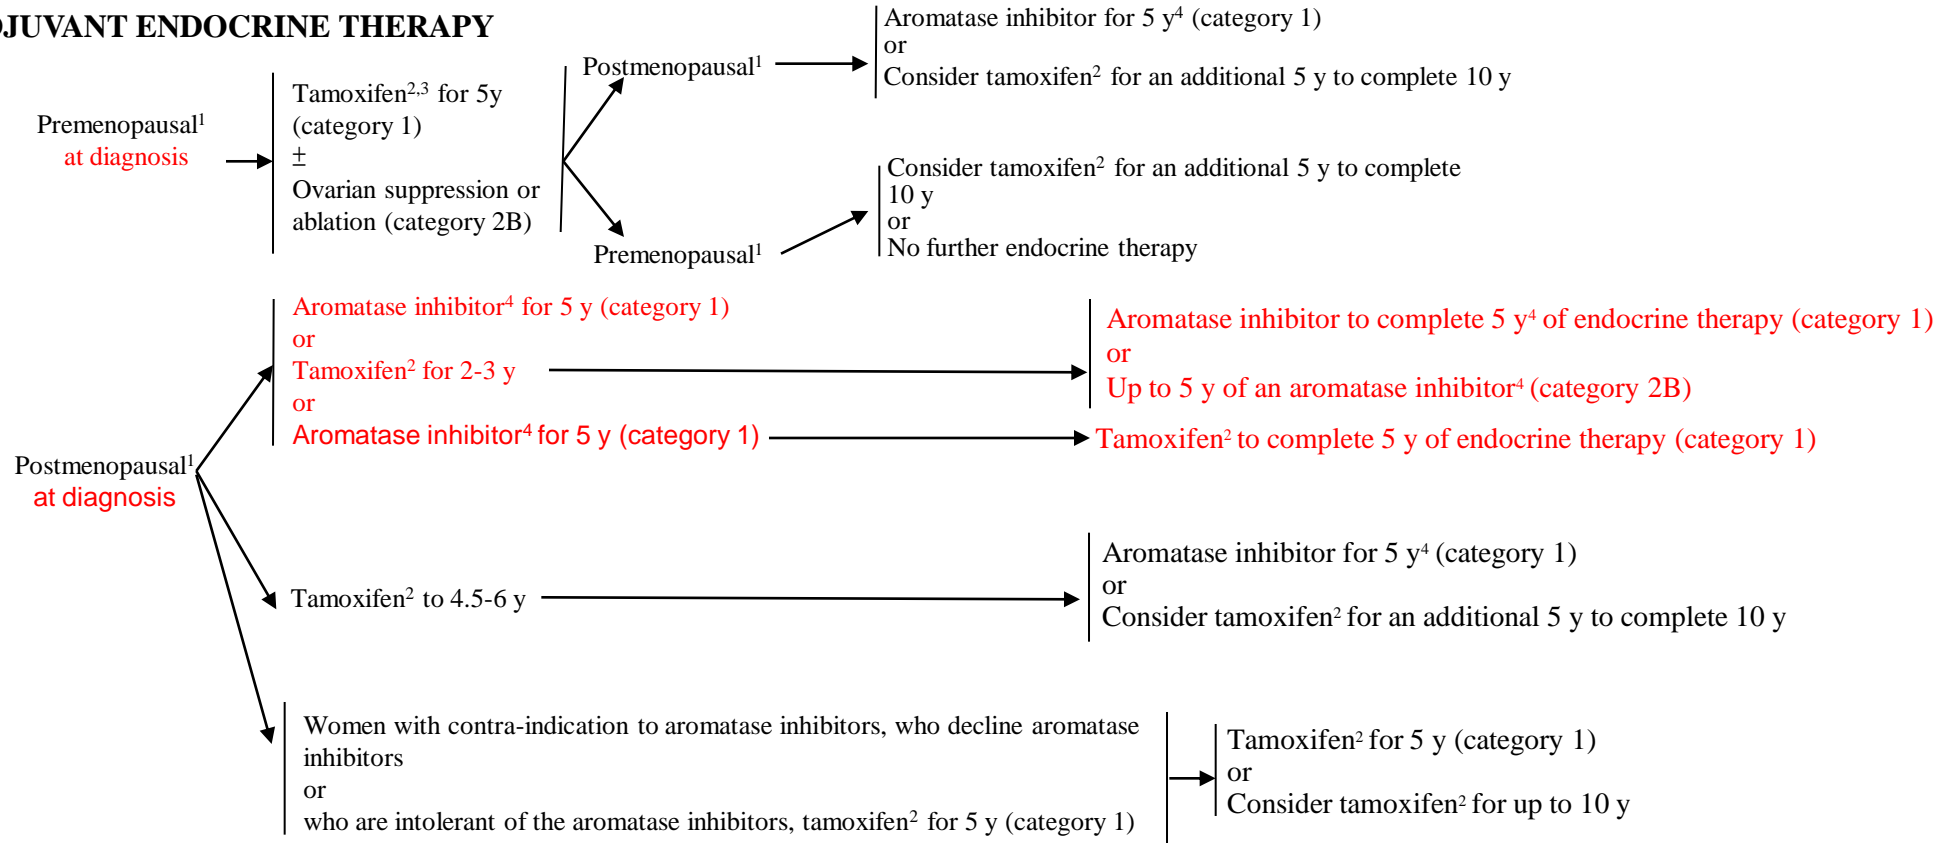 DJUVANT ENDOCRINE THERAPY
Premenopausal¹
at diagnosis
Tamoxifen²,³ for 5y
(category 1)
±
Ovarian suppression or
ablation (category 2B)
Postmenopausal¹
Aromatase inhibitor for 5 y⁴ (category 1)
or
Consider tamoxifen² for an additional 5 y to complete 10 y
Premenopausal¹
Consider tamoxifen² for an additional 5 y to complete
10 y
or
No further endocrine therapy
Postmenopausal¹
at diagnosis
Aromatase inhibitor⁴ for 5 y (category 1)
or
Tamoxifen² for 2-3 y
or
Aromatase inhibitor⁴ for 5 y (category 1)
Aromatase inhibitor to complete 5 y⁴ of endocrine therapy (category 1)
or
Up to 5 y of an aromatase inhibitor⁴ (category 2B)
Tamoxifen² to complete 5 y of endocrine therapy (category 1)
Tamoxifen² to 4.5-6 y
Aromatase inhibitor for 5 y⁴ (category 1)
or
Consider tamoxifen² for an additional 5 y to complete 10 y
Women with contra-indication to aromatase inhibitors, who decline aromatase
inhibitors
or
who are intolerant of the aromatase inhibitors, tamoxifen² for 5 y (category 1)
Tamoxifen² for 5 y (category 1)
or
Consider tamoxifen² for up to 10 y